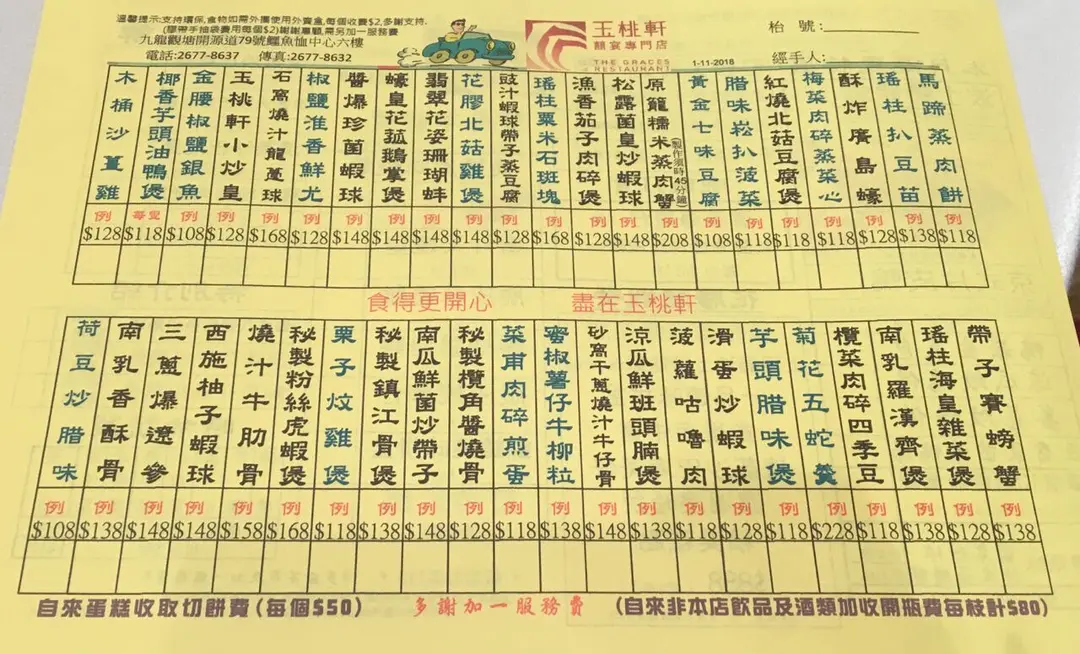 溫馨提示:支持環保,食物如需外攜使用外賣盒,每個收費$2,多謝支持.
(膠帶手抽袋費用每個$2)謝謝惠顧,需另加一服務費
九龍觀塘開源道79號鱷魚恤中心六樓
電話:2677-8637 傳真:2677-8632
玉桃軒
囍宴專門店
THE GRACES
RESTAURANT
1-11-2018
枱 號:
經手人:
馬蹄蒸肉餅
瑤柱扒豆苗
酥炸廣島蠔
梅菜肉碎蒸菜心
紅燒北菇豆腐煲
腊味崧扒菠菜
黃金七味豆腐
原籠糯米蒸肉蟹(製作須時45分鐘)
松露菌皇炒蝦球
漁香茄子肉碎煲
瑤柱粟米石斑塊
豉汁蝦球帶子蒸豆腐
花膠北菇雞煲
翡翠花姿珊瑚蚌
蠔皇花菰鵝掌煲
醬爆珍菌蝦球
椒鹽淮香鮮尤
石窩燒汁龍躉球
玉桃軒小炒皇
金腰椒鹽銀魚
椰香芋頭油鴨煲
木桶沙薑雞
例 每隻 例 例 例 例 例 例 例 例 例 例 例 例 例 例 例 例 例 例 例 例
$128 $118 $108 $128 $168 $128 $148 $148 $148 $148 $128 $168 $128 $148 $208 $108 $118 $118 $118 $128 $138 $118
食得更開心 盡在玉桃軒
帶子賽螃蟹
瑤柱海皇雜菜煲
南乳羅漢齊煲
欖菜肉碎四季豆
菊花五蛇羹
芋頭腊味煲
滑蛋炒蝦球
菠蘿咕嚕肉
涼瓜鮮班頭腩煲
砂窩干蔥燒汁牛仔骨
蜜椒薯仔牛柳粒
菜甫肉碎煎蛋
秘製欖角醬燒骨
南瓜鮮菌炒帶子
秘製鎮江骨煲
栗子炆雞煲
秘製粉絲虎蝦煲
燒汁牛肋骨
西施柚子蝦球
三蔥爆遼參
南乳香酥骨
荷豆炒腊味
例 例 例 例 例 例 例 例 例 例 例 例 例 例 例 例 例 例 例 例 例 例
$108 $138 $148 $148 $158 $168 $118 $138 $148 $128 $118 $138 $148 $138 $118 $128 $118 $228 $118 $138 $128 $138
自來蛋糕收取切餅費(每個$50) 多謝加一服務費 (自來非本店飲品及酒類加收開瓶費每枝計$80)